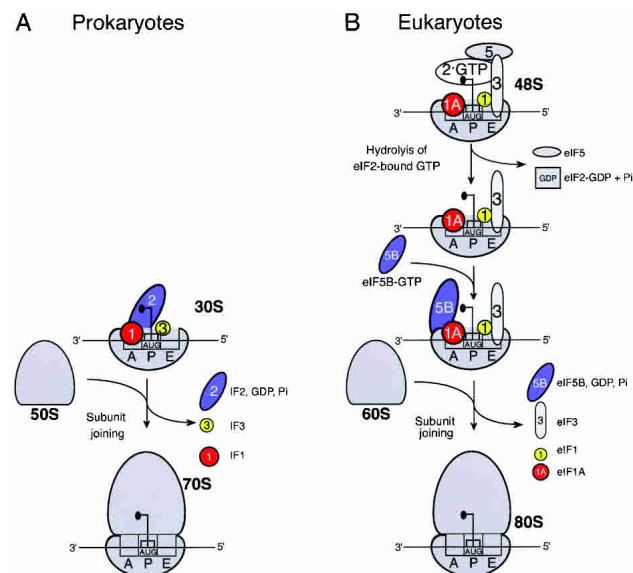 A Prokaryotes
2
30S
1
3
3' AUG 5'
A P E
50S
Subunit
joining
2 IF2, GDP, Pi
3 IF3
1 IF1
70S
3' AUG 5'
A P E
B Eukaryotes
5
2·GTP
3
48S
1A
1
3' AUG 5'
A P E
Hydrolyis of
eIF2-bound GTP
eIF5
GDP eIF2-GDP + Pi
3
1A
1
3' AUG 5'
A P E
5B
eIF5B-GTP
5B
3
1A
1
3' AUG 5'
A P E
60S
Subunit
joining
5B eIF5B, GDP, Pi
3 eIF3
1 eIF1
1A eIF1A
80S
3' AUG 5'
A P E